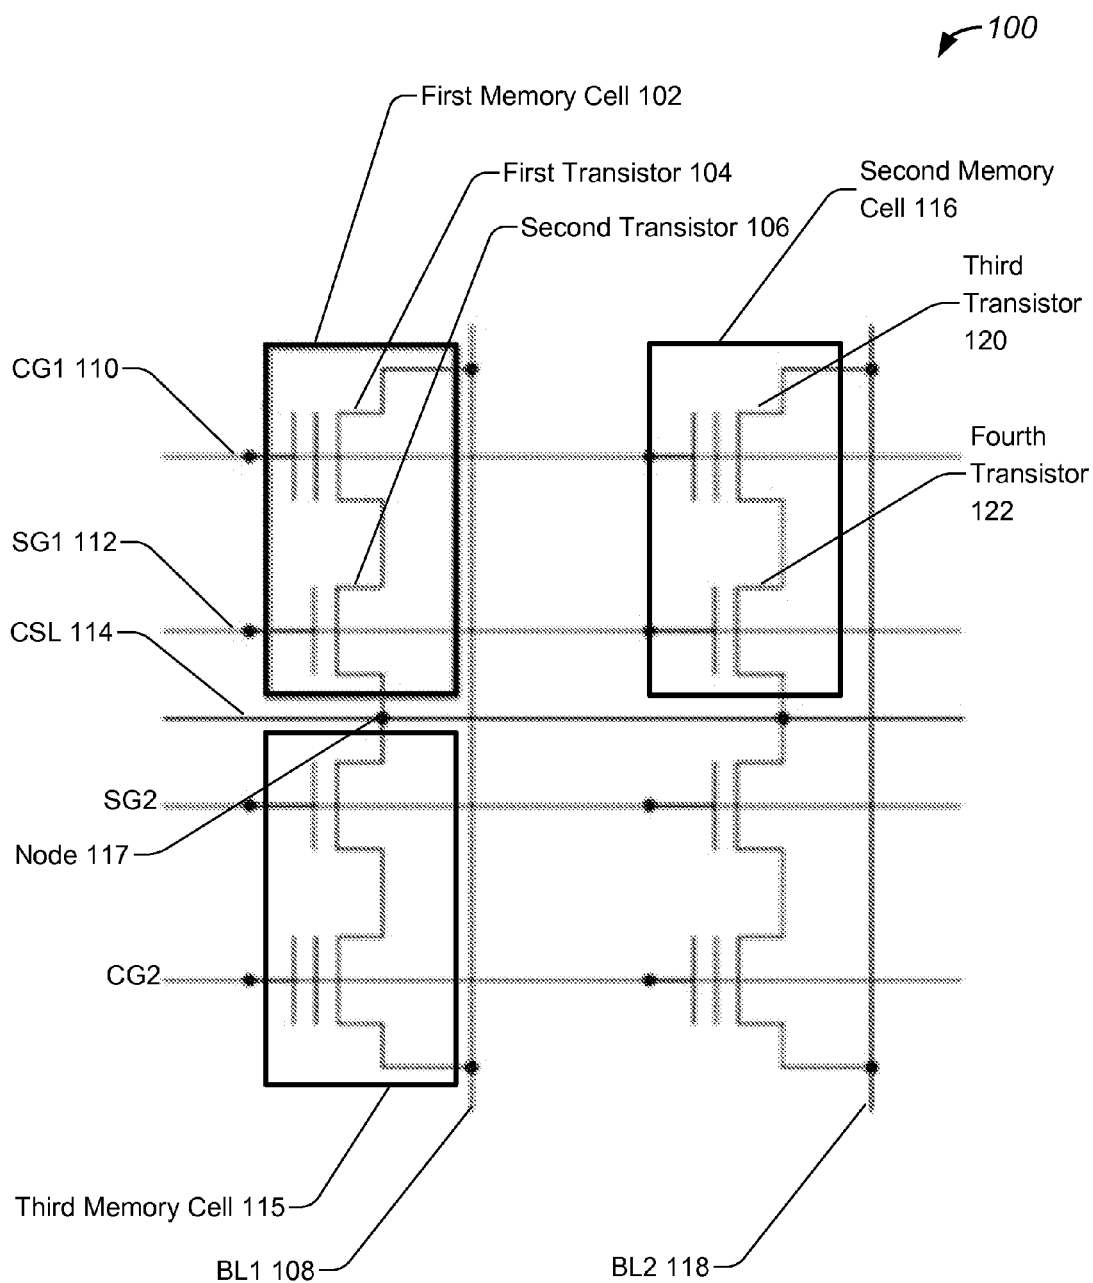 100
First Memory Cell 102
First Transistor 104
Second Memory
Cell 116
Second Transistor 106
Third
Transistor
120
CG1 110
Fourth
Transistor
122
SG1 112
CSL 114
SG2
Node 117
CG2
Third Memory Cell 115
BL1 108
BL2 118